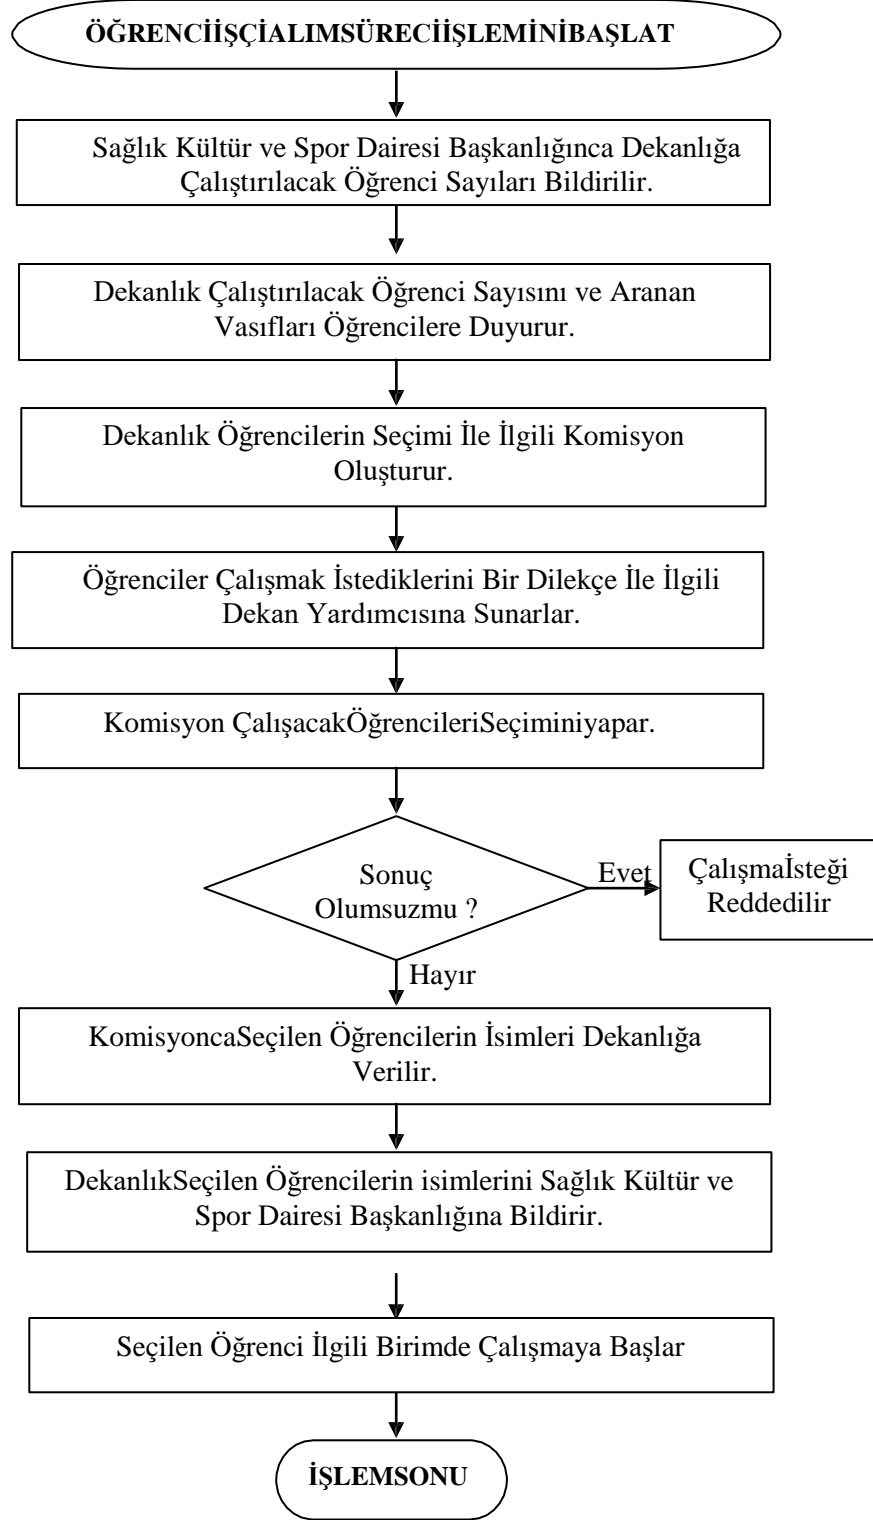 ÖĞRENCİİŞÇİALIMSÜRECİİŞLEMİNİBAŞLAT
Sağlık Kültür ve Spor Dairesi Başkanlığınca Dekanlığa
Çalıştırılacak Öğrenci Sayıları Bildirilir.
Dekanlık Çalıştırılacak Öğrenci Sayısını ve Aranan
Vasıfları Öğrencilere Duyurur.
Dekanlık Öğrencilerin Seçimi İle İlgili Komisyon
Oluşturur.
Öğrenciler Çalışmak İstediklerini Bir Dilekçe İle İlgili
Dekan Yardımcısına Sunarlar.
Komisyon ÇalışacakÖğrencileriSeçiminiyapar.
Sonuç
Olumsuzmu ?
Evet
Çalışmaİsteği
Reddedilir
Hayır
KomisyoncaSeçilen Öğrencilerin İsimleri Dekanlığa
Verilir.
DekanlıkSeçilen Öğrencilerin isimlerini Sağlık Kültür ve
Spor Dairesi Başkanlığına Bildirir.
Seçilen Öğrenci İlgili Birimde Çalışmaya Başlar
İŞLEMSONU